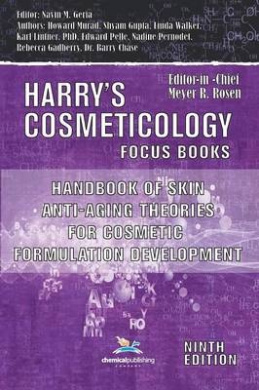 Editor: Navin M. Geria
Authors: Howard Murad, Shyam Gupta, Linda Walker,
Karl Lintner, PhD, Edward Pelle, Nadine Pernodet,
Rebecca Gadberry, Dr. Barry Chase
Editor-in -Chief
Meyer R. Rosen
HARRY'S
COSMETICOLOGY
FOCUS BOOKS
HANDBOOK OF SKIN
ANTI-AGING THEORIES
FOR COSMETIC
FORMULATION DEVELOPMENT
NINTH
EDITION
chemicalpublishing
COMPANY